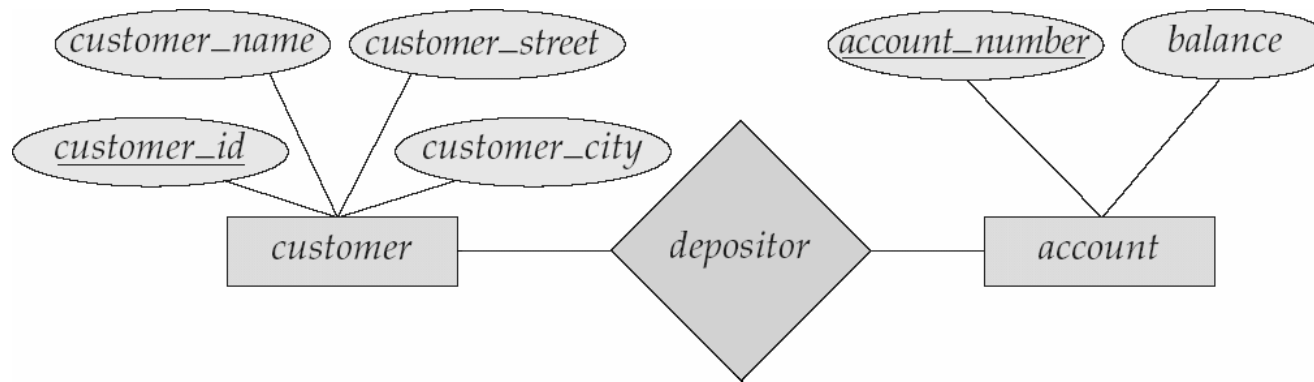 customer_name
customer_street
account_number
balance
customer_id
customer_city
customer
depositor
account